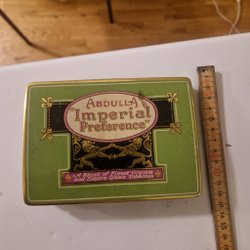 ABDULLA
"Imperial
Preference"
A Blend of Finest Virginia
and Empire Grown Tobaccos